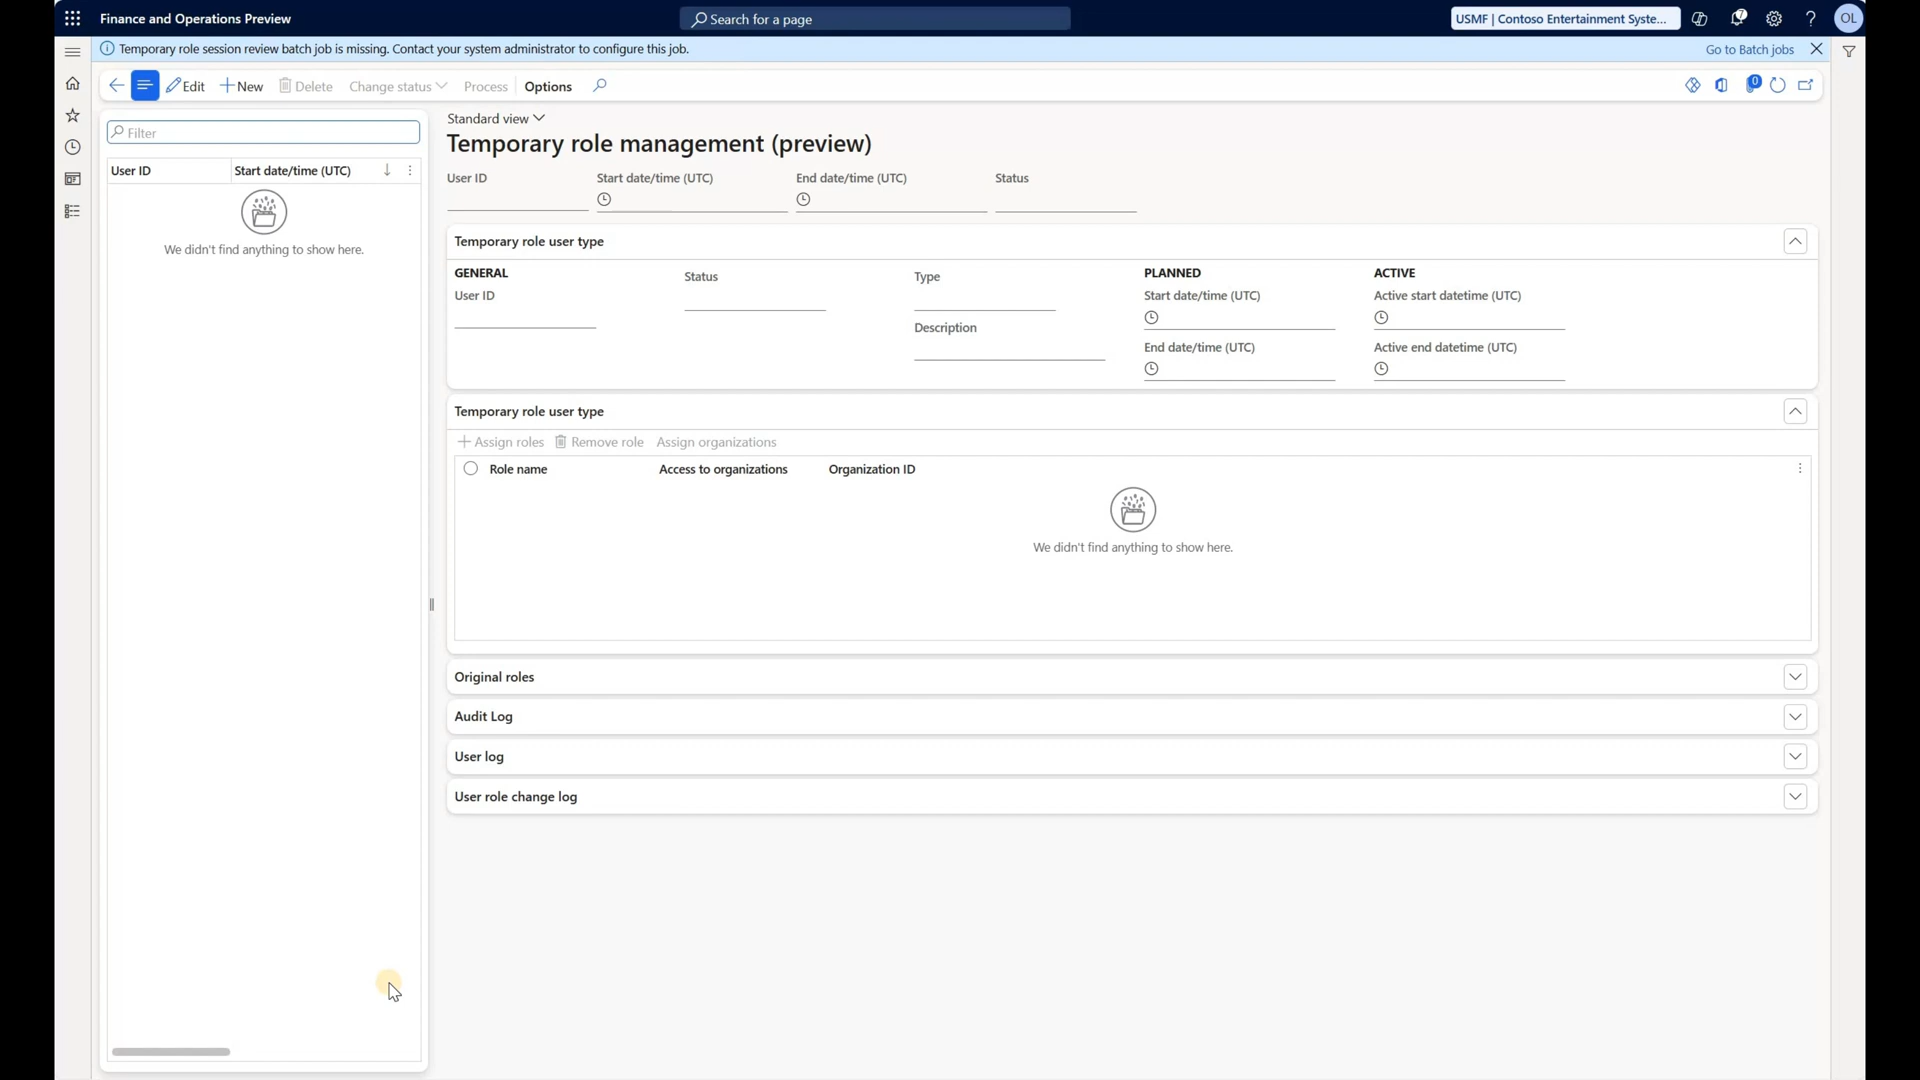 Finance and Operations Preview
Search for a page
USMF | Contoso Entertainment Syste...
7
?
OL
Temporary role session review batch job is missing. Contact your system administrator to configure this job.
Go to Batch jobs
Edit
New
Delete
Change status
Process
Options
0
Filter
User ID
Start date/time (UTC)
We didn't find anything to show here.
Standard view
Temporary role management (preview)
User ID
Start date/time (UTC)
End date/time (UTC)
Status
Temporary role user type
GENERAL
User ID
Status
Type
Description
PLANNED
Start date/time (UTC)
End date/time (UTC)
ACTIVE
Active start datetime (UTC)
Active end datetime (UTC)
Temporary role user type
Assign roles
Remove role
Assign organizations
Role name
Access to organizations
Organization ID
We didn't find anything to show here.
Original roles
Audit Log
User log
User role change log